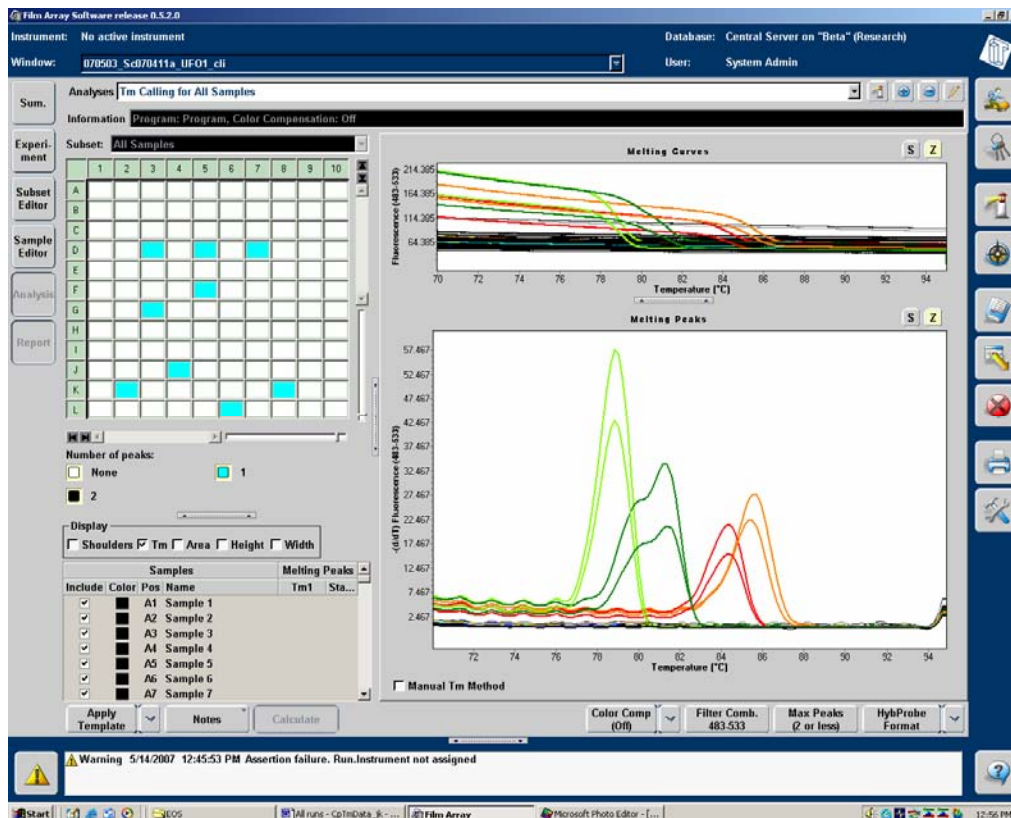 Film Array Software release 0.5.2.0
Instrument: No active instrument Database: Central Server on "Beta" (Research)
Window: 070503_Sc070411a_UFO1_cli User: System Admin
Sum.
Experi-
ment
Subset
Editor
Sample
Editor
Analysis
Report
Analyses Tm Calling for All Samples
Information Program: Program, Color Compensation: Off
Subset: All Samples
1 2 3 4 5 6 7 8 9 10
A
B
C
D
E
F
G
H
I
J
K
L
Number of peaks:
None 1
2
Display
Shoulders Tm Area Height Width
Samples Melting Peaks
Include Color Pos Name Tm1 Sta...
A1 Sample 1
A2 Sample 2
A3 Sample 3
A4 Sample 4
A5 Sample 5
A6 Sample 6
A7 Sample 7
Apply
Template
Notes
Calculate
Melting Curves
S Z
Fluorescence (483-533)
214.385
164.385
114.385
64.385
70 72 74 76 78 80 82 84 86 88 90 92 94
Temperature (°C)
Melting Peaks
S Z
-(d/dT) Fluorescence (483-533)
57.467
52.467
47.467
42.467
37.467
32.467
27.467
22.467
17.467
12.467
7.467
2.467
72 74 76 78 80 82 84 86 88 90 92 94
Temperature (°C)
Manual Tm Method
Color Comp
(Off)
Filter Comb.
483-533
Max Peaks
(2 or less)
HybProbe
Format
Warning 5/14/2007 12:45:53 PM Assertion failure. Run.Instrument not assigned
Start EOS All runs - CpTmData_jk - ... Film Array Microsoft Photo Editor - [... 12:56 PM